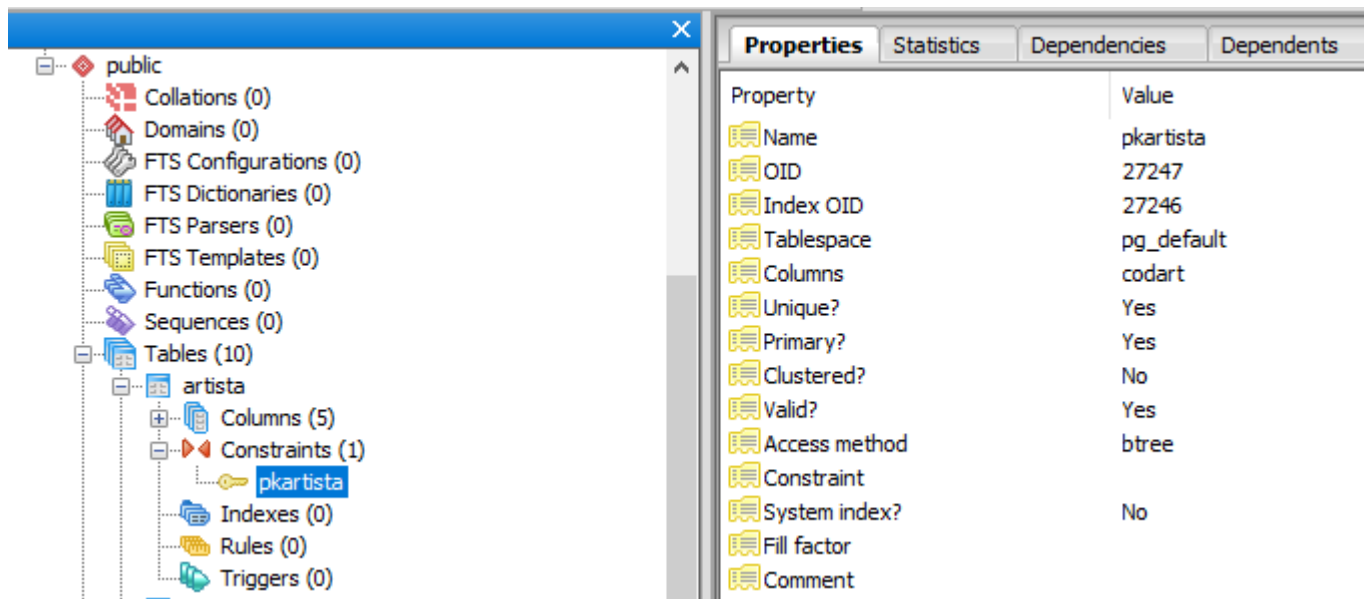 public
Collations (0)
Domains (0)
FTS Configurations (0)
FTS Dictionaries (0)
FTS Parsers (0)
FTS Templates (0)
Functions (0)
Sequences (0)
Tables (10)
artista
Columns (5)
Constraints (1)
pkartista
Indexes (0)
Rules (0)
Triggers (0)
Properties Statistics Dependencies Dependents
Property Value
Name pkartista
OID 27247
Index OID 27246
Tablespace pg_default
Columns codart
Unique? Yes
Primary? Yes
Clustered? No
Valid? Yes
Access method btree
Constraint
System index? No
Fill factor
Comment